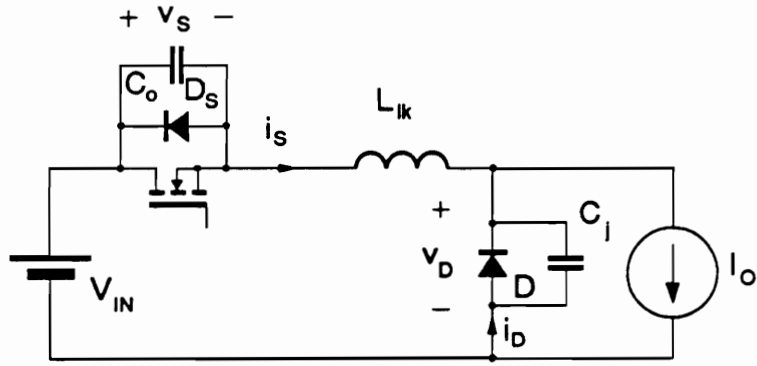 + v_S −
C_o
D_S
i_S
L_lk
+
v_D
−
D
C_j
i_D
V_IN
I_O